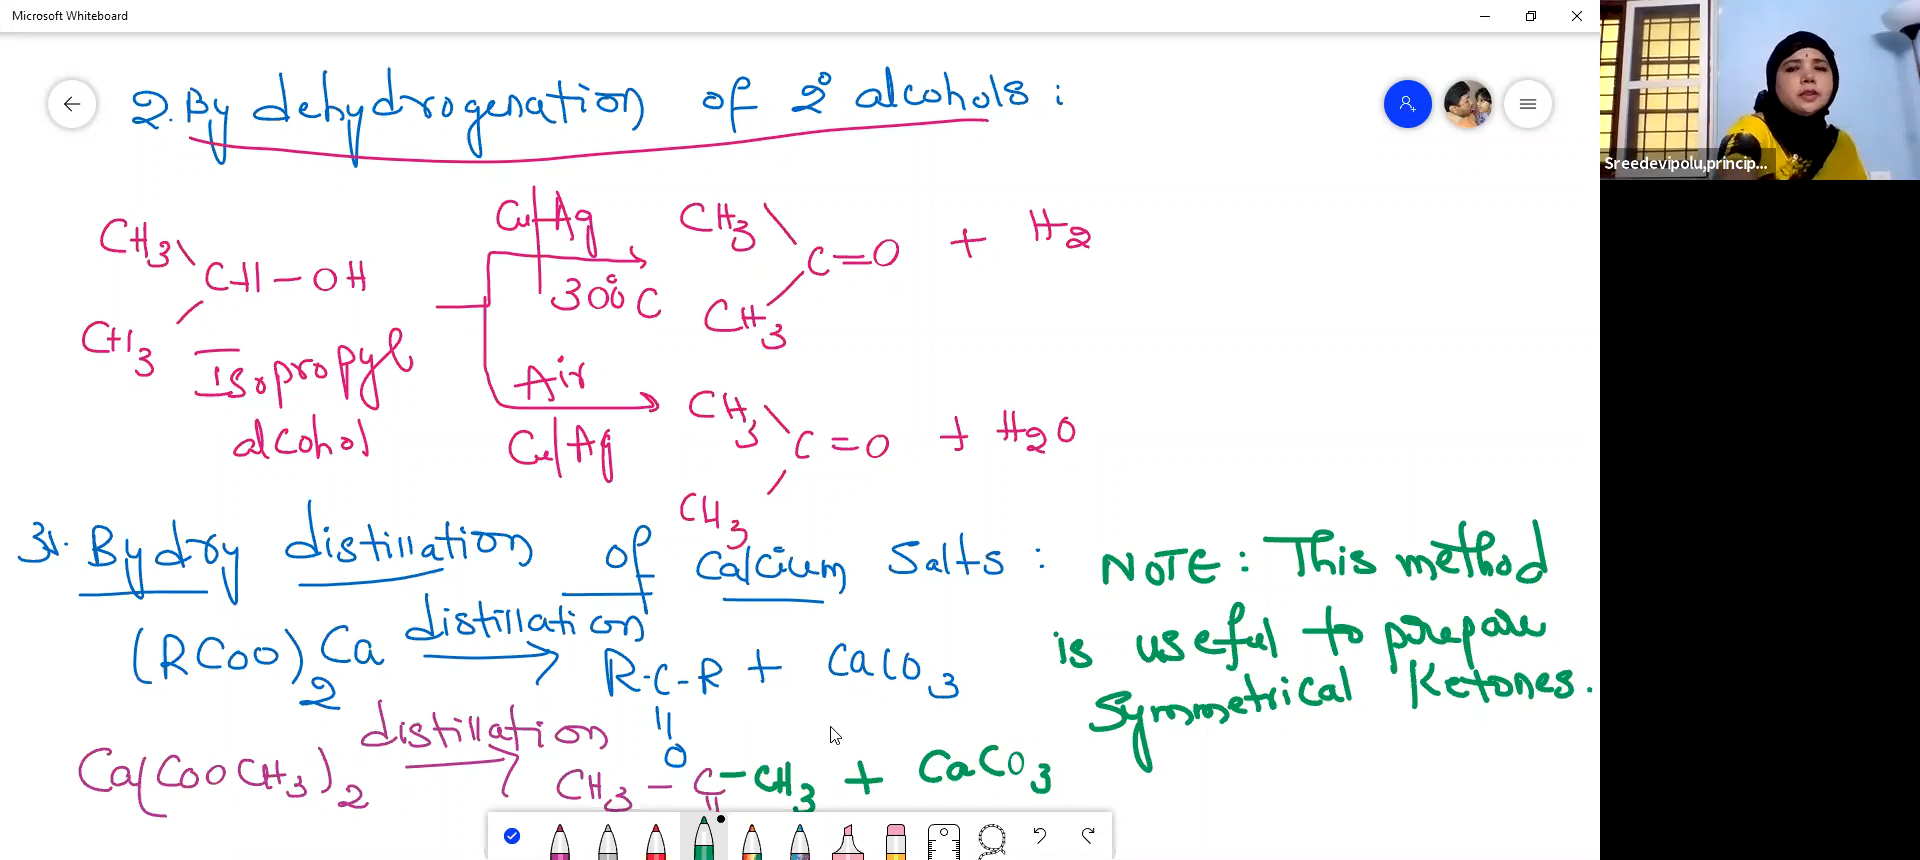 Microsoft Whiteboard
2. By dehydrogenation of 2° alcohols :
CH3
CH - OH
CH3
Isopropyl
alcohol
Cu/Ag
300°C
CH3
C=O + H2
CH3
Air
Cu/Ag
CH3
C=O + H2O
CH3
3. By dry distillation of Calcium Salts :
(RCOO)2 Ca distillation → R-C-R + CaCO3
O
Ca(COOCH3)2 distillation → CH3 - C - CH3 + CaCO3
NOTE : This method
is useful to prepare
Symmetrical Ketones.
Sreedevipolu,princip...